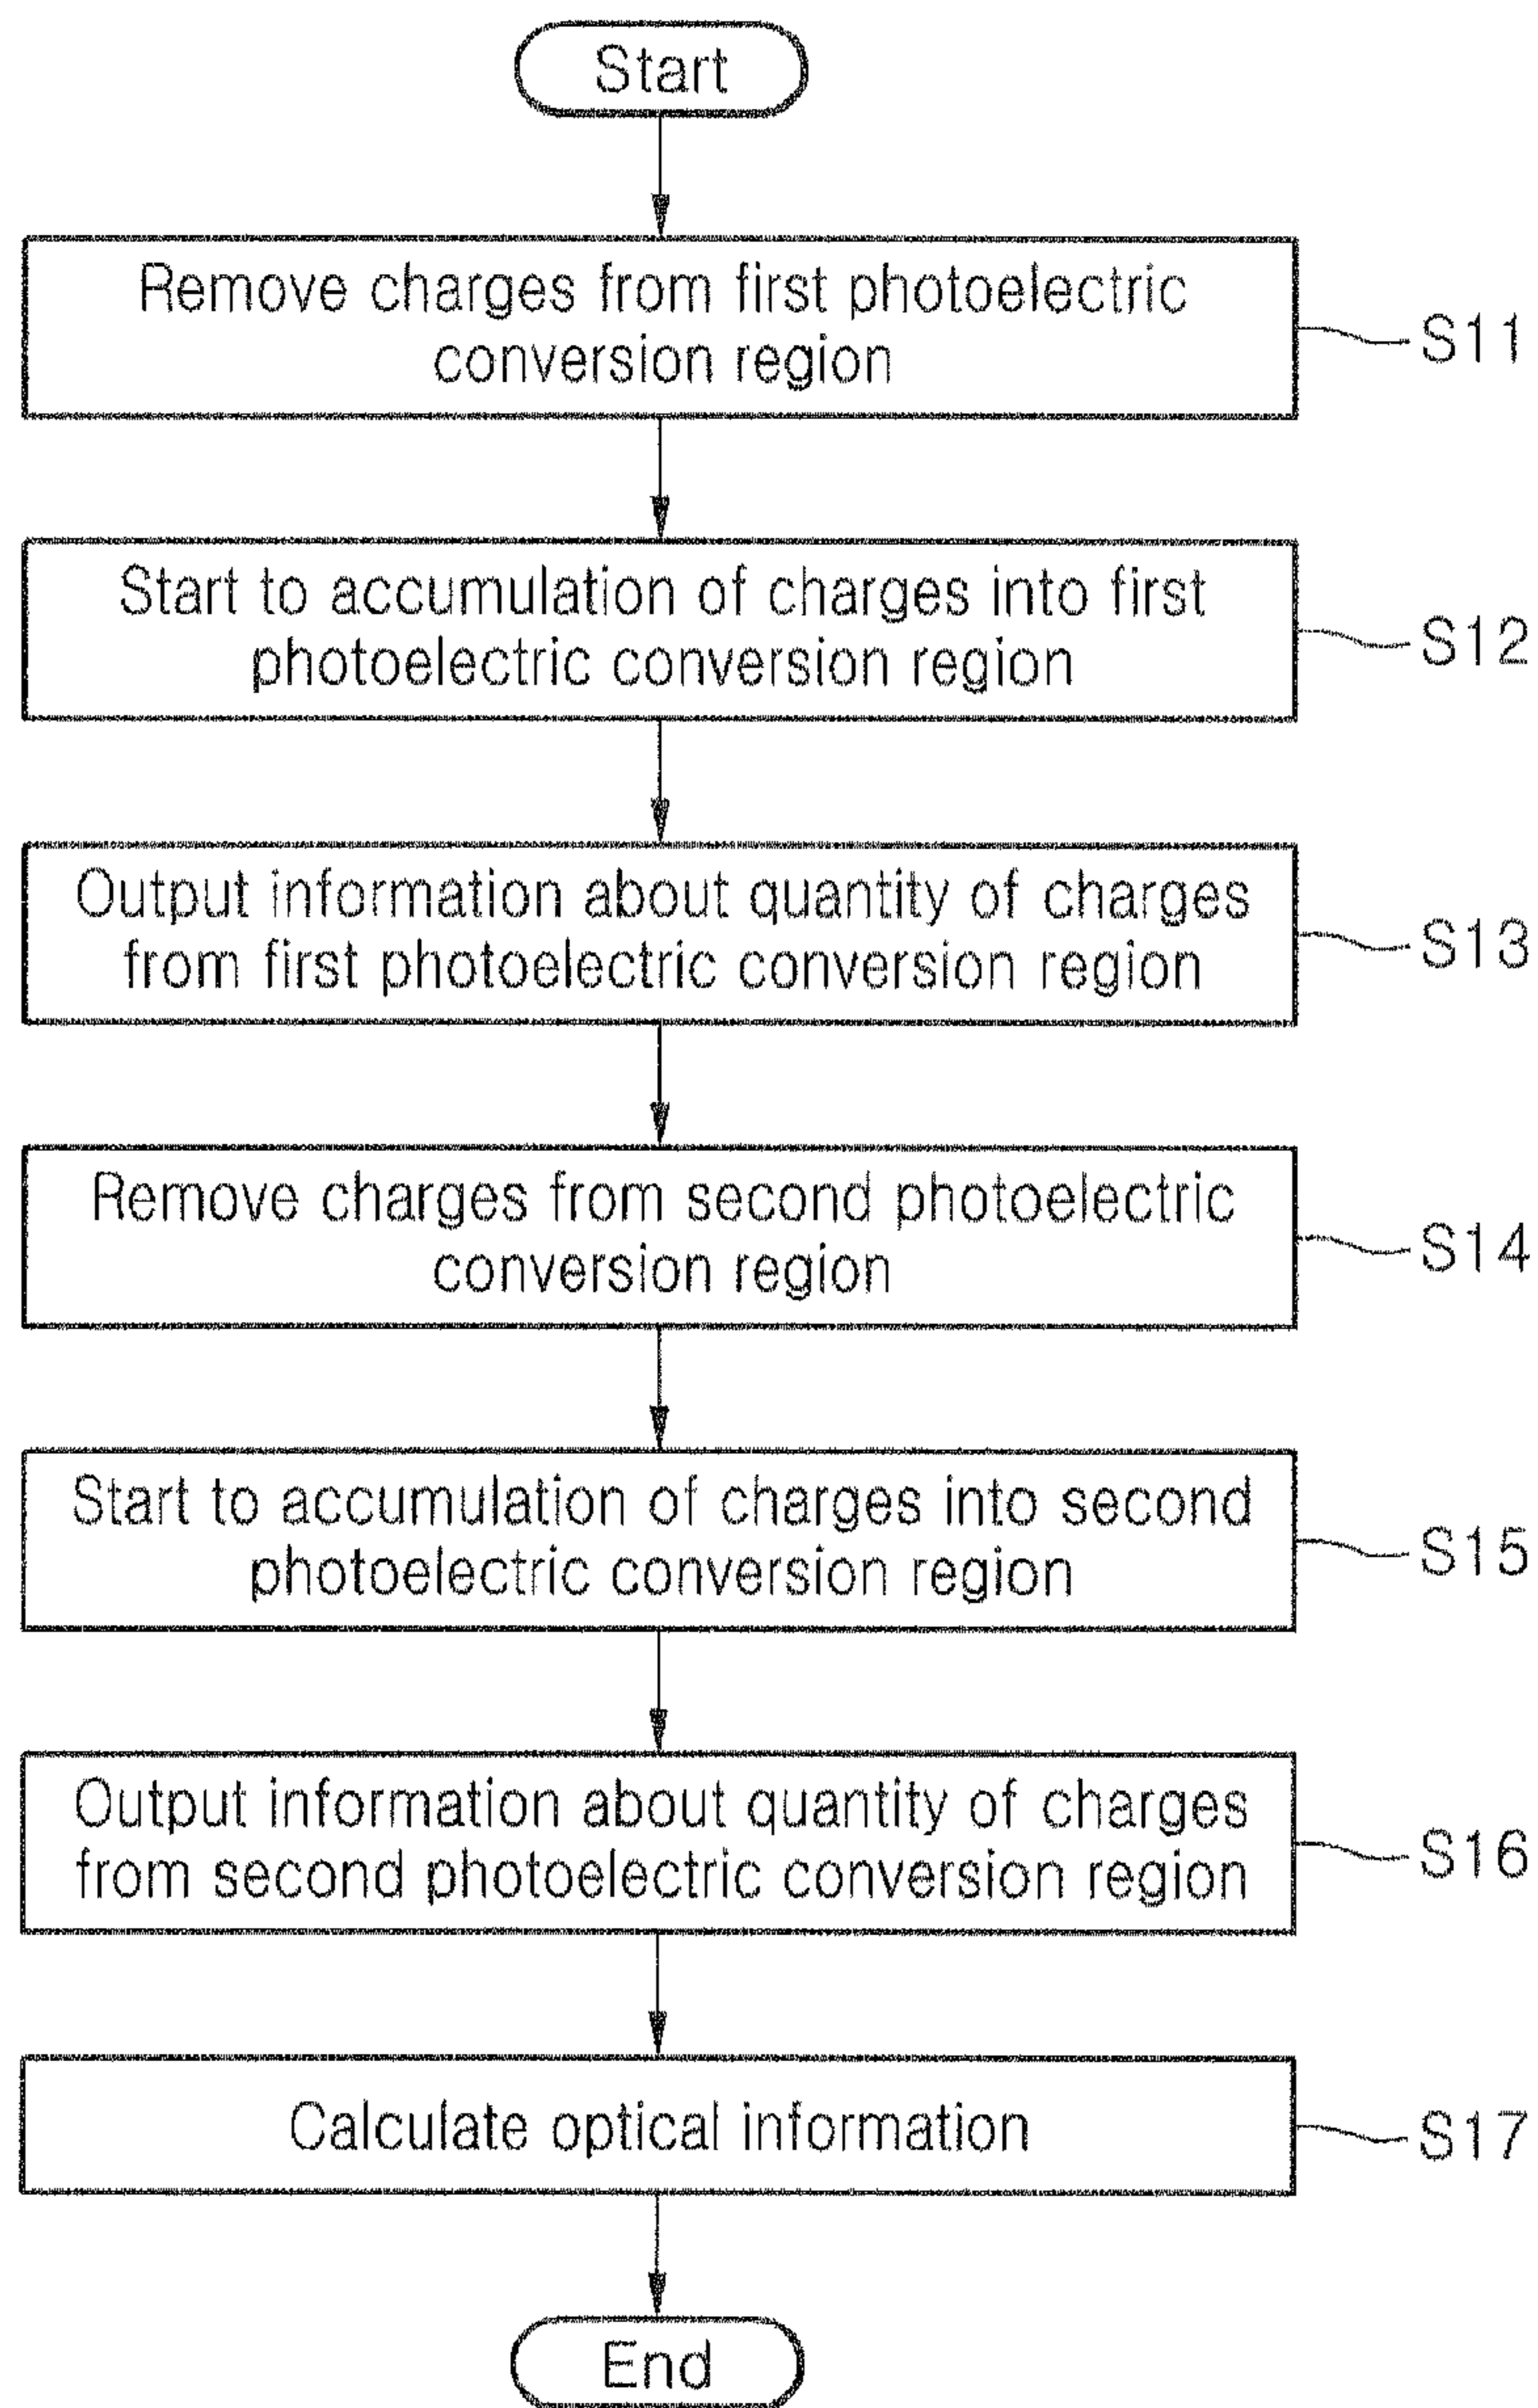 Start
Remove charges from first photoelectric
conversion region
S11
Start to accumulation of charges into first
photoelectric conversion region
S12
Output information about quantity of charges
from first photoelectric conversion region
S13
Remove charges from second photoelectric
conversion region
S14
Start to accumulation of charges into second
photoelectric conversion region
S15
Output information about quantity of charges
from second photoelectric conversion region
S16
Calculate optical information
S17
End